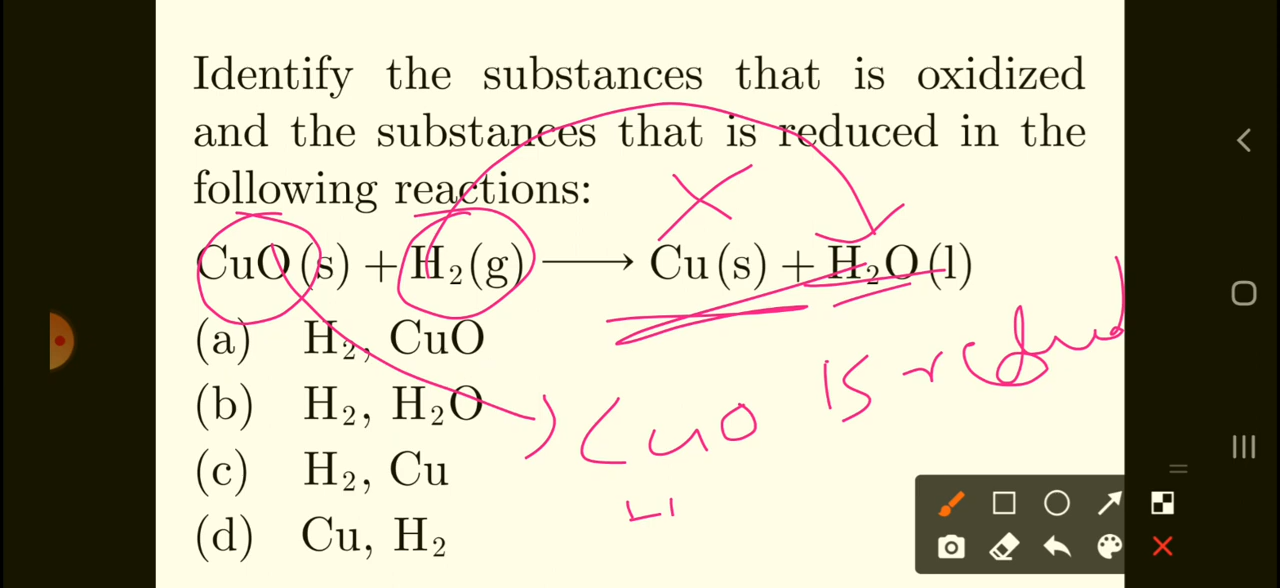 Identify the substances that is oxidized
and the substances that is reduced in the
following reactions:
CuO(s) + H₂(g) ⟶ Cu(s) + H₂O(l)
(a) H₂, CuO
(b) H₂, H₂O
(c) H₂, Cu
(d) Cu, H₂
CuO is